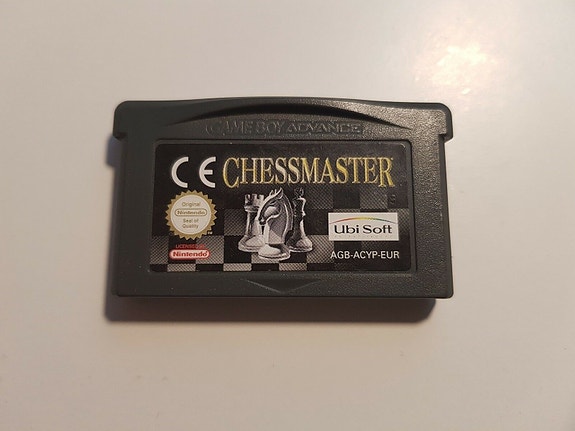 GAME BOY ADVANCE
CE CHESSMASTER
Original
Nintendo
Seal of
Quality
LICENSED BY
Nintendo
Ubi Soft
AGB-ACYP-EUR